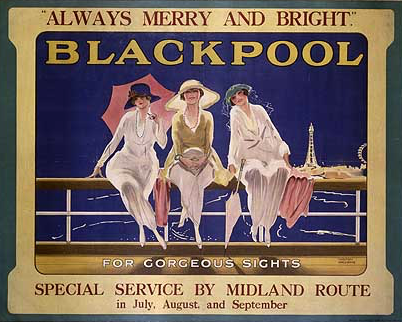 "ALWAYS MERRY AND BRIGHT."
BLACKPOOL
FOR GORGEOUS SIGHTS
SPECIAL SERVICE BY MIDLAND ROUTE
in July, August, and September